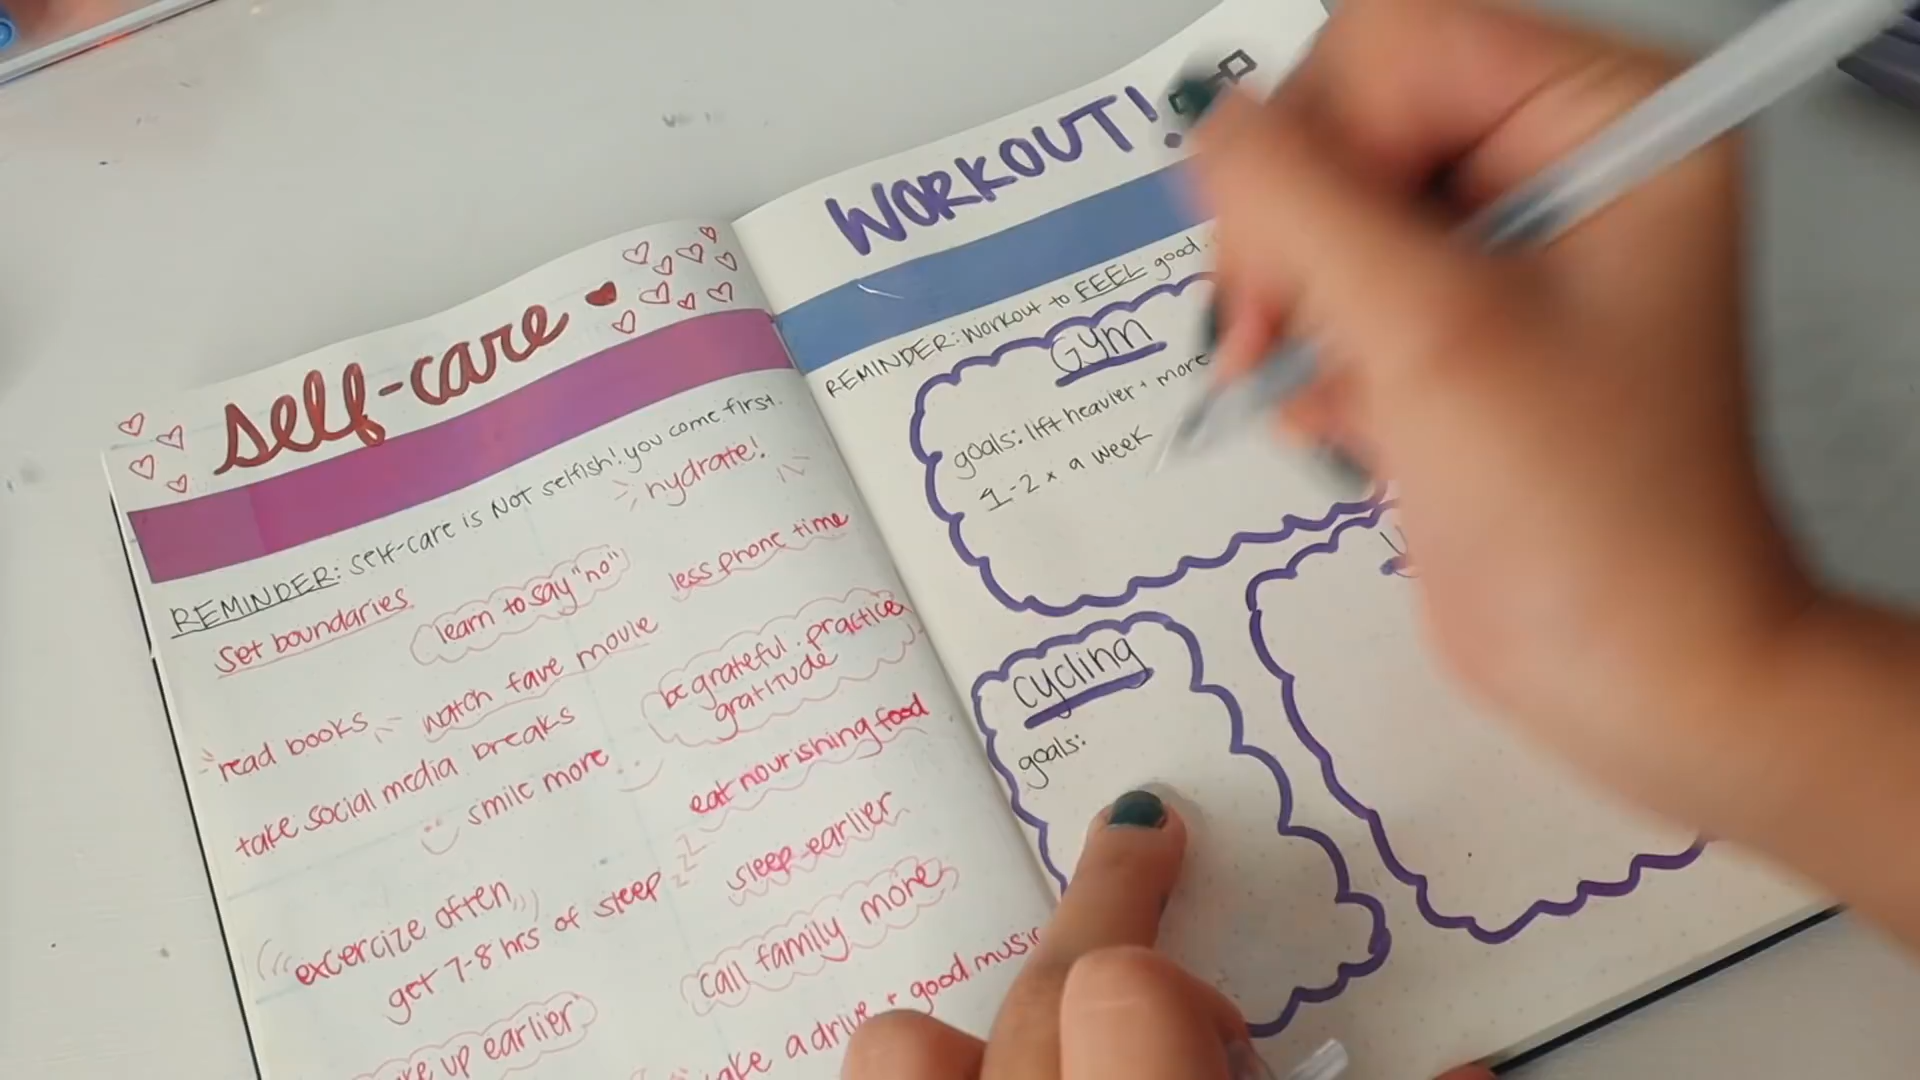 self-care
REMINDER: self-care is NOT selfish! you come first.
hydrate!
set boundaries
learn to say "no"
less phone time
read books
watch fave movie
be grateful. practice
gratitude
take social media breaks
smile more
eat nourishing food
excercize often
get 7-8 hrs of sleep
zzz
sleep earlier
up earlier
call family more
a drive + good music
WORKOUT!
REMINDER: Workout to FEEL good.
Gym
goals: lift heavier + more
1-2 x a week
cycling
goals: